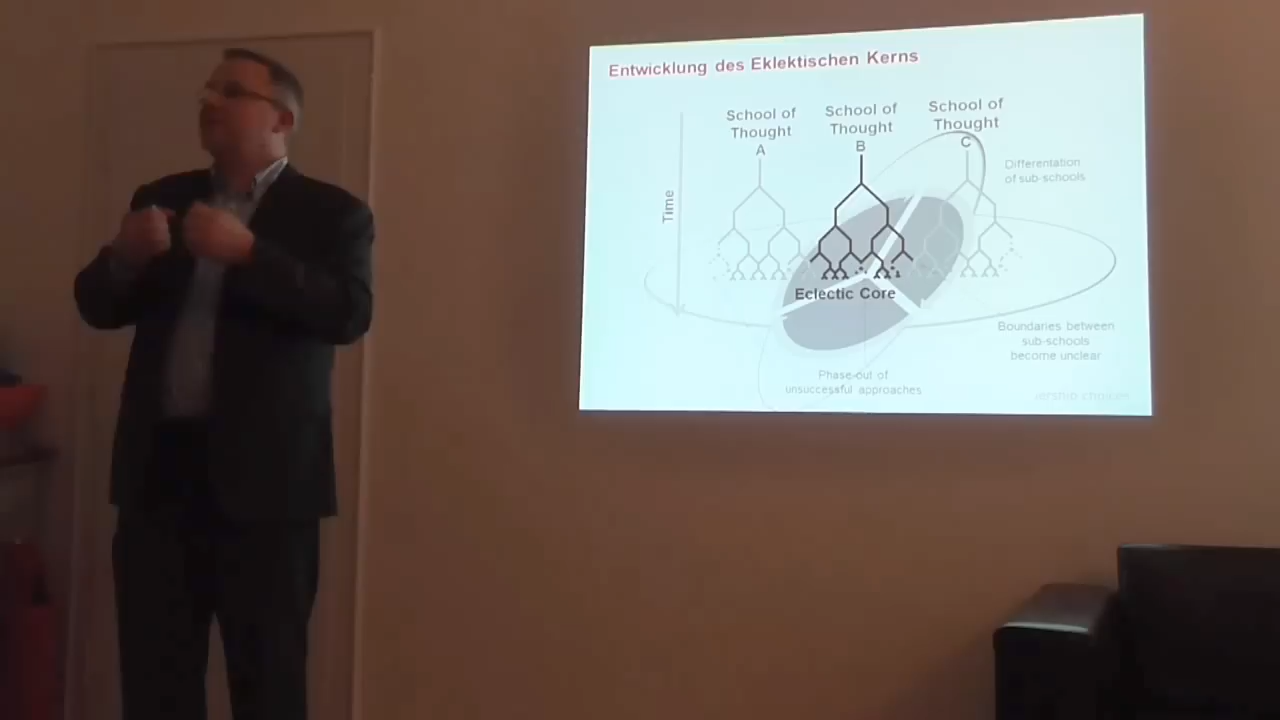 Entwicklung des Eklektischen Kerns
School of
Thought
A
School of
Thought
B
School of
Thought
C
Differentation
of sub-schools
Time
Eclectic Core
Boundaries between
sub-schools
become unclear
Phase-out of
unsuccessful approaches